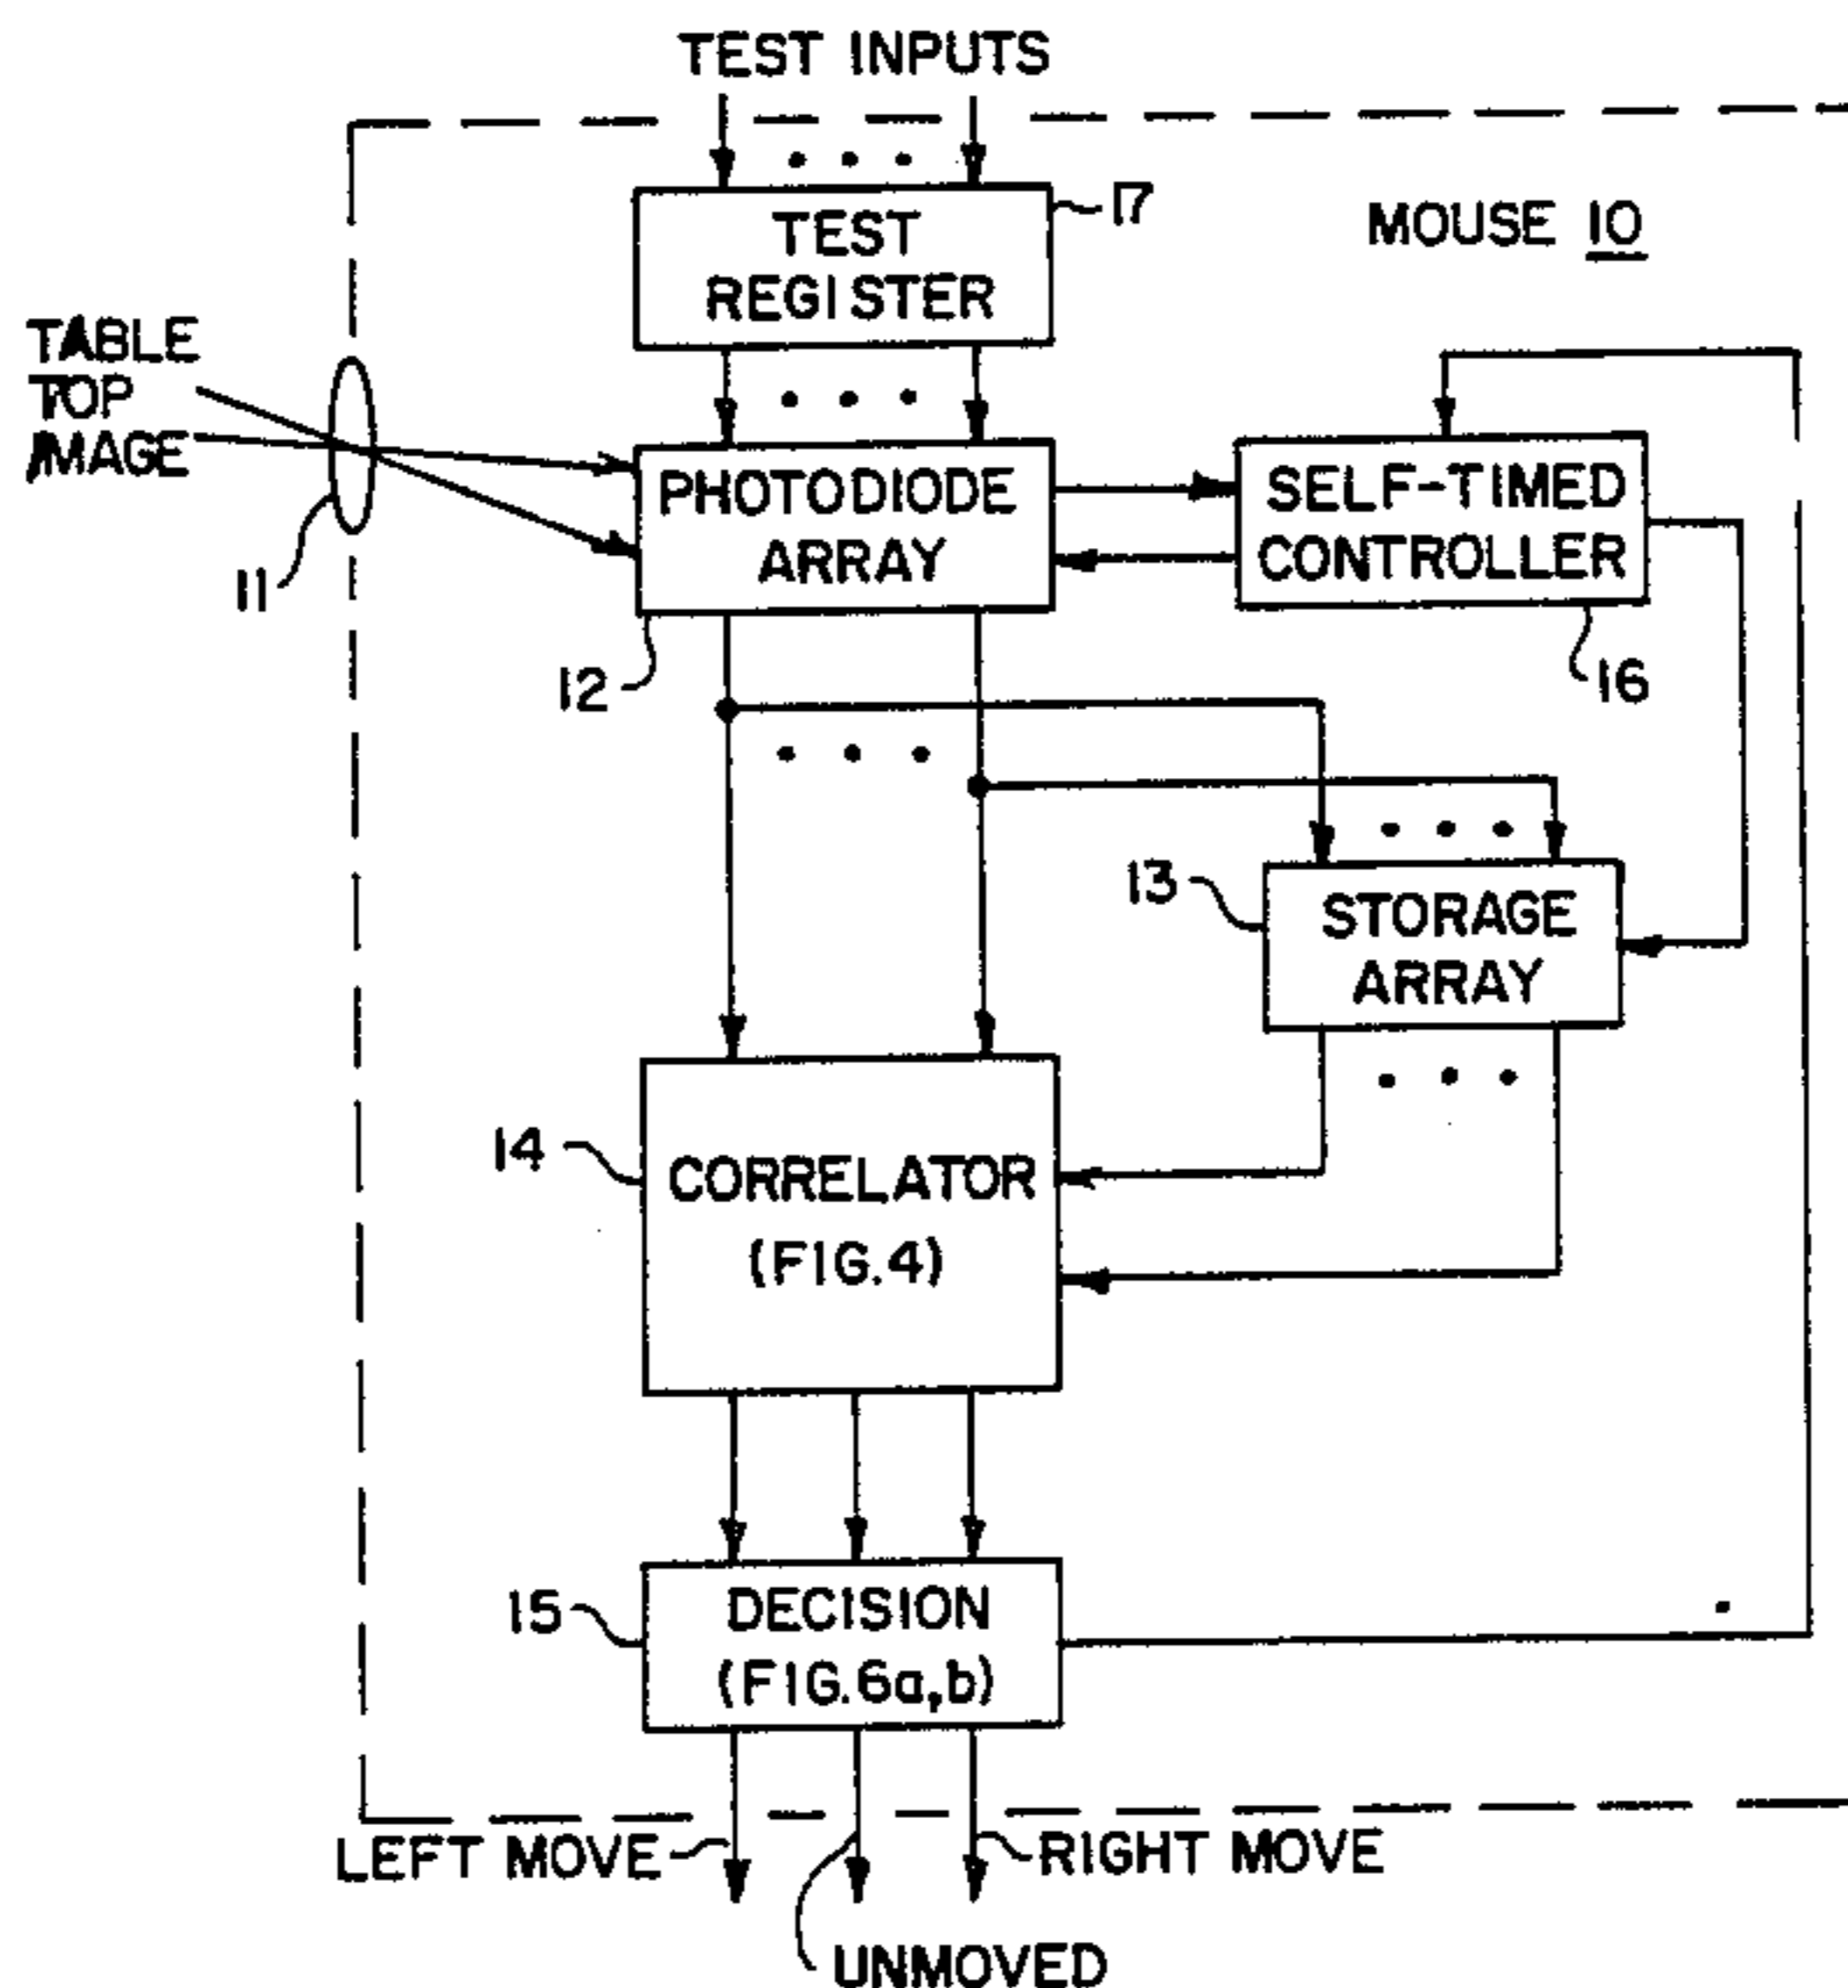 TEST INPUTS
17
TEST
REGISTER
MOUSE 10
TABLE
TOP
IMAGE
11
PHOTODIODE
ARRAY
SELF-TIMED
CONTROLLER
12
16
13
STORAGE
ARRAY
14
CORRELATOR
(FIG.4)
15
DECISION
(FIG.6a,b)
LEFT MOVE
RIGHT MOVE
UNMOVED